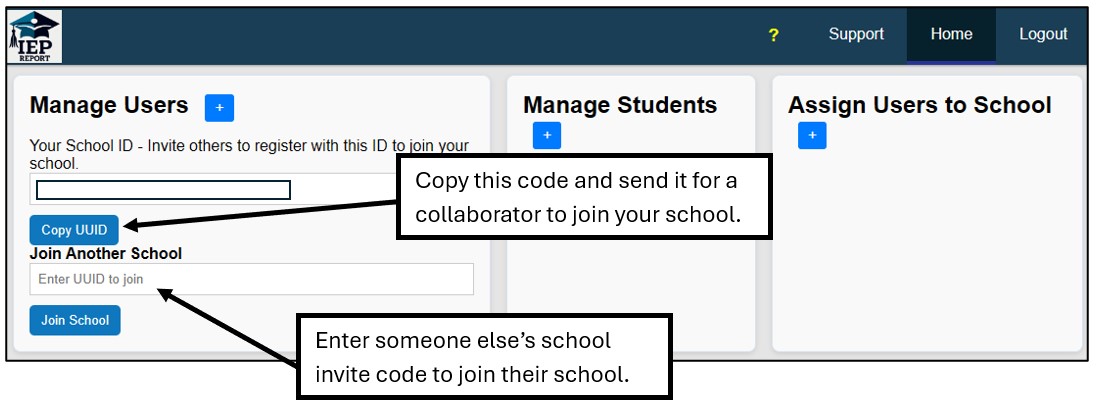 IEP
REPORT
?
Support
Home
Logout
Manage Users +
Your School ID - Invite others to register with this ID to join your
school.
Copy UUID
Join Another School
Enter UUID to join
Join School
Manage Students
+
Assign Users to School
+
Copy this code and send it for a
collaborator to join your school.
Enter someone else’s school
invite code to join their school.